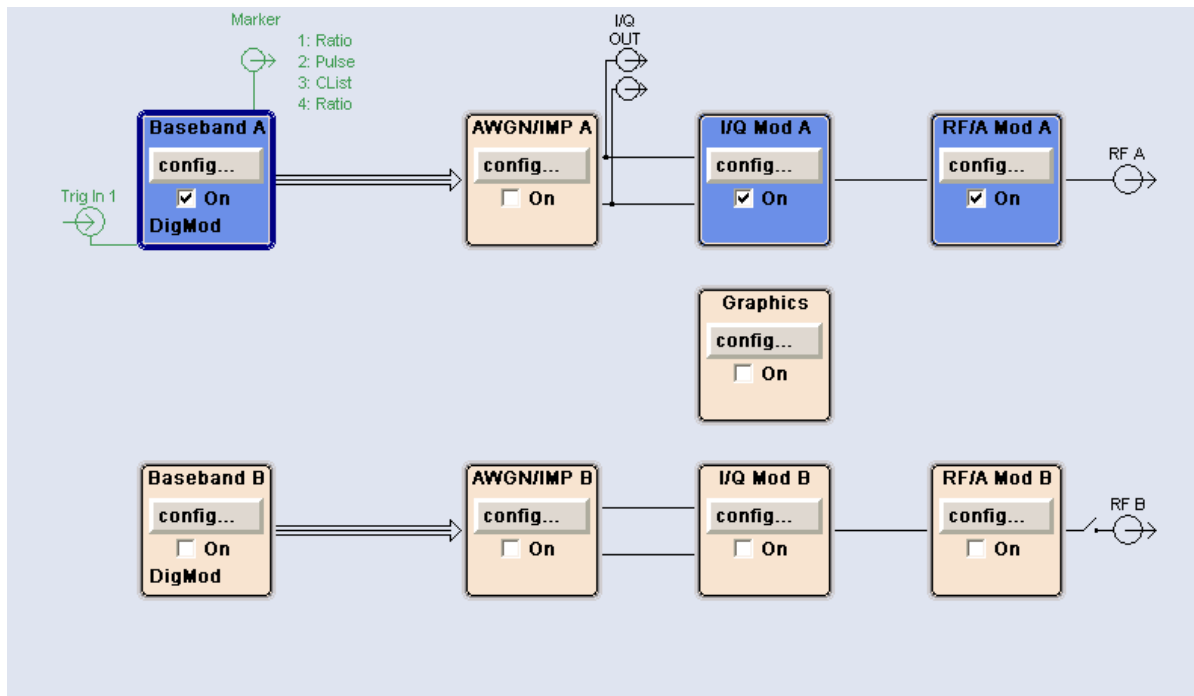 Marker
1: Ratio
2: Pulse
3: CList
4: Ratio
I/Q
OUT
Baseband A
config...
On
DigMod
Trig In 1
AWGN/IMP A
config...
On
I/Q Mod A
config...
On
RF/A Mod A
config...
On
RF A
Graphics
config...
On
Baseband B
config...
On
DigMod
AWGN/IMP B
config...
On
I/Q Mod B
config...
On
RF/A Mod B
config...
On
RF B